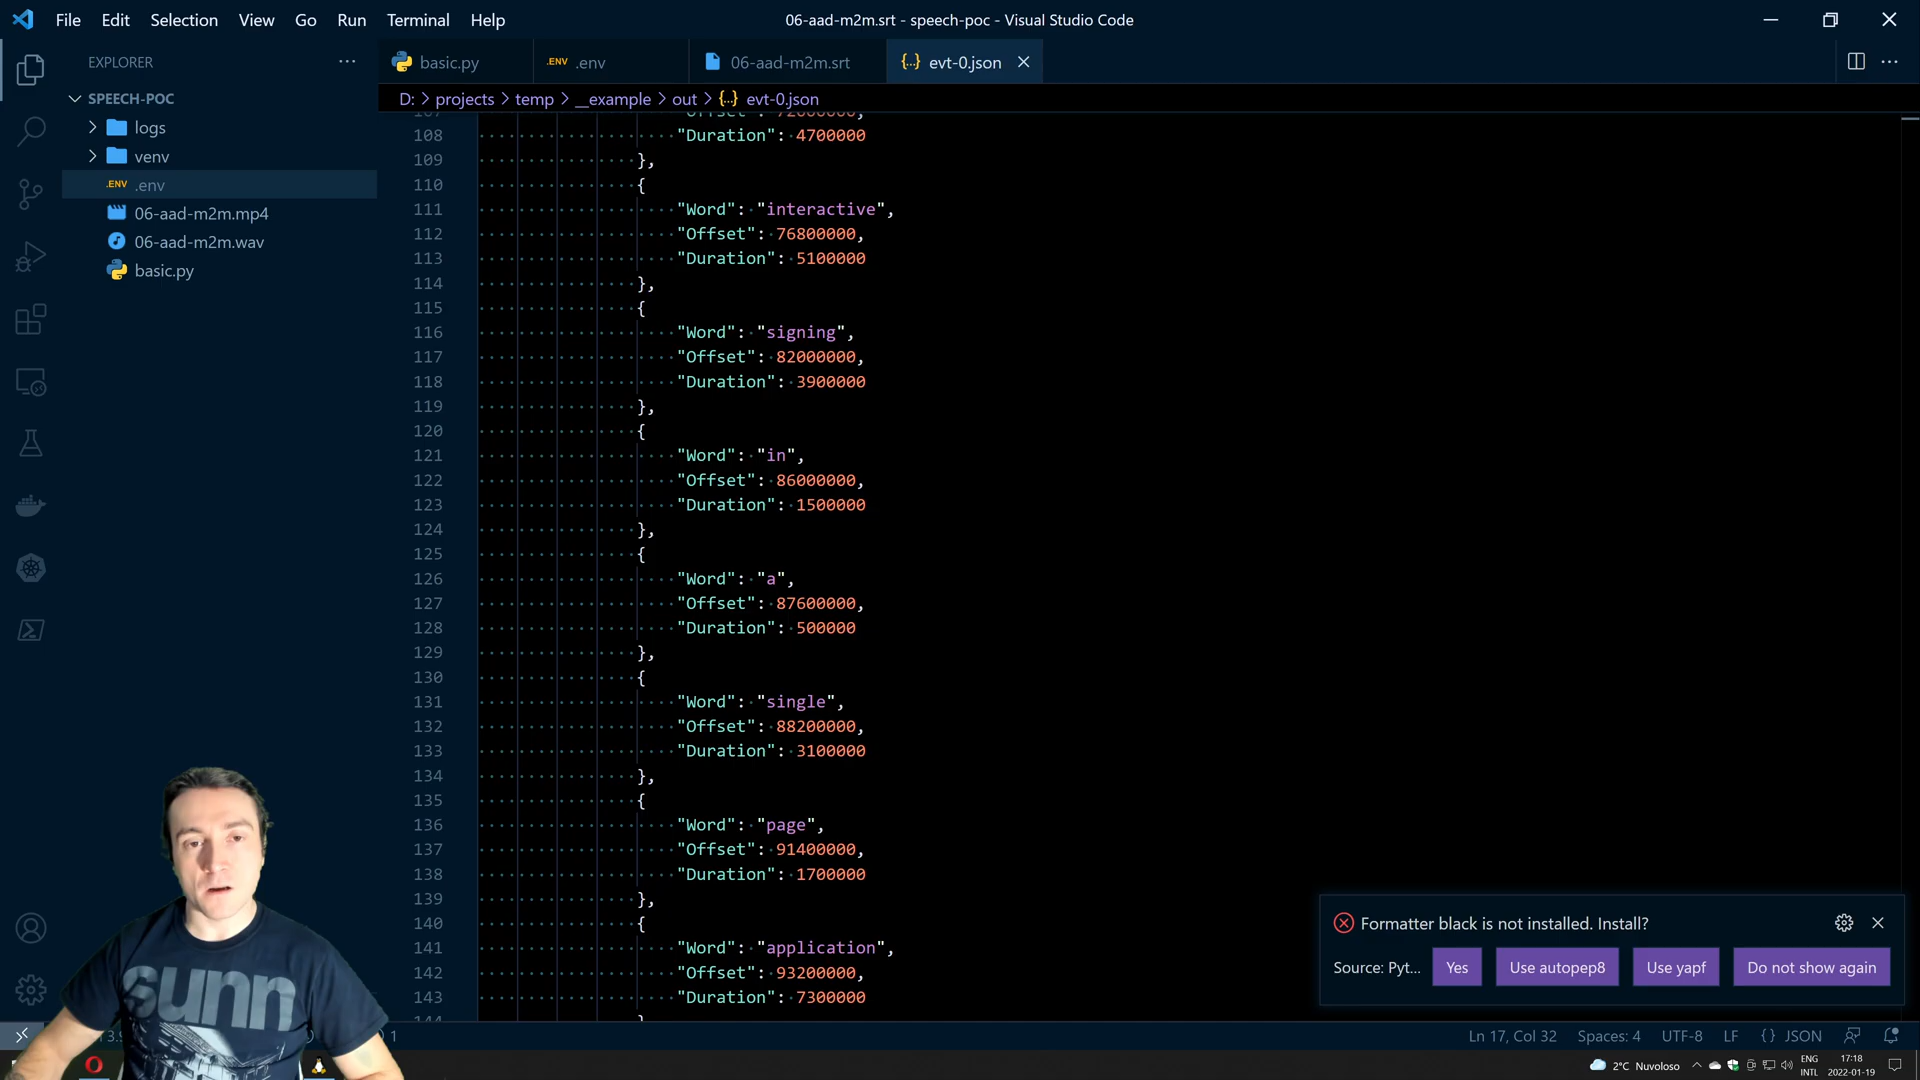 File Edit Selection View Go Run Terminal Help
06-aad-m2m.srt - speech-poc - Visual Studio Code
EXPLORER
SPEECH-POC
logs
venv
.ENV .env
06-aad-m2m.mp4
06-aad-m2m.wav
basic.py
basic.py .ENV .env 06-aad-m2m.srt {..} evt-0.json
D: > projects > temp > __example > out > {..} evt-0.json
108 "Duration": 4700000
109 },
110 {
111 "Word": "interactive",
112 "Offset": 76800000,
113 "Duration": 5100000
114 },
115 {
116 "Word": "signing",
117 "Offset": 82000000,
118 "Duration": 3900000
119 },
120 {
121 "Word": "in",
122 "Offset": 86000000,
123 "Duration": 1500000
124 },
125 {
126 "Word": "a",
127 "Offset": 87600000,
128 "Duration": 500000
129 },
130 {
131 "Word": "single",
132 "Offset": 88200000,
133 "Duration": 3100000
134 },
135 {
136 "Word": "page",
137 "Offset": 91400000,
138 "Duration": 1700000
139 },
140 {
141 "Word": "application",
142 "Offset": 93200000,
143 "Duration": 7300000
sunn
Formatter black is not installed. Install?
Source: Pyt... Yes Use autopep8 Use yapf Do not show again
1 Ln 17, Col 32 Spaces: 4 UTF-8 LF {} JSON
2°C Nuvoloso ENG 17:18
INTL 2022-01-19